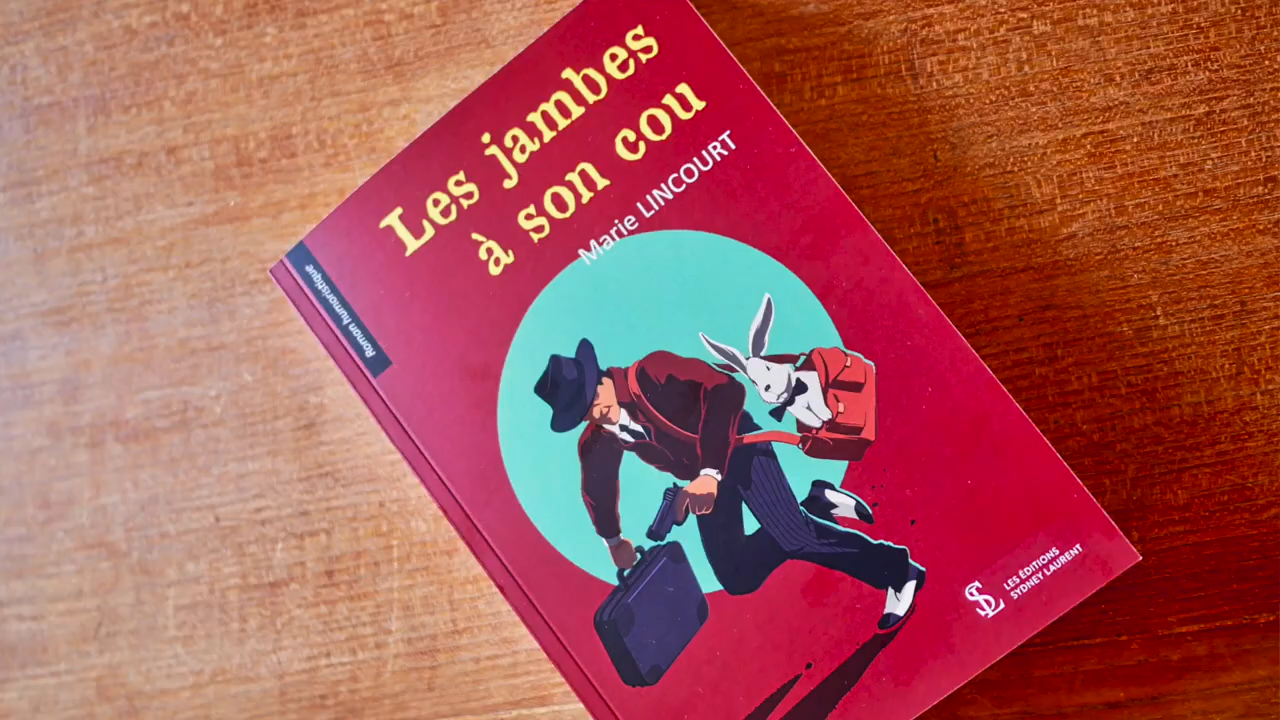 Les jambes
à son cou
Marie LINCOURT
Roman humoristique
SL
LES ÉDITIONS
SYDNEY LAURENT